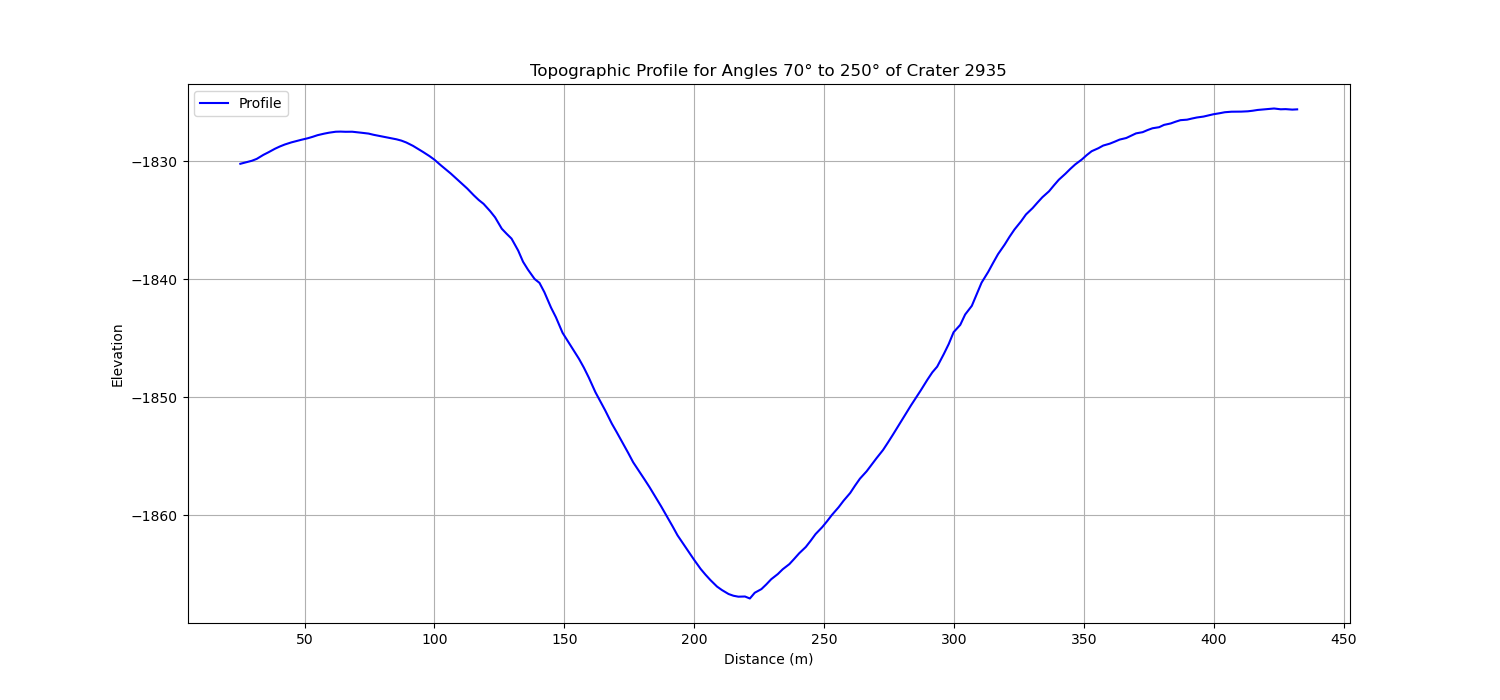 Topographic Profile for Angles 70° to 250° of Crater 2935
Profile
−1830
−1840
−1850
−1860
Elevation
50 100 150 200 250 300 350 400 450
Distance (m)